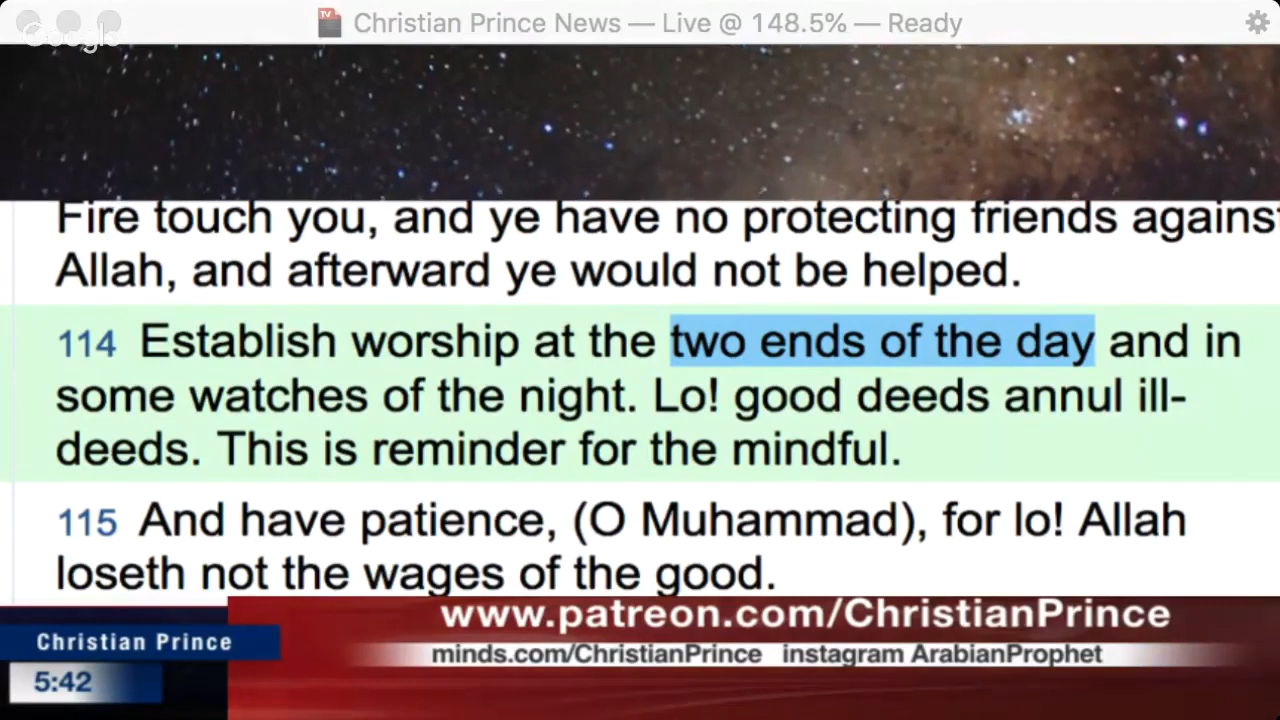 Christian Prince News — Live @ 148.5% — Ready
Google
Fire touch you, and ye have no protecting friends agains
Allah, and afterward ye would not be helped.
114 Establish worship at the two ends of the day and in
some watches of the night. Lo! good deeds annul ill-
deeds. This is reminder for the mindful.
115 And have patience, (O Muhammad), for lo! Allah
loseth not the wages of the good.
www.patreon.com/ChristianPrince
Christian Prince
minds.com/ChristianPrince instagram ArabianProphet
5:42